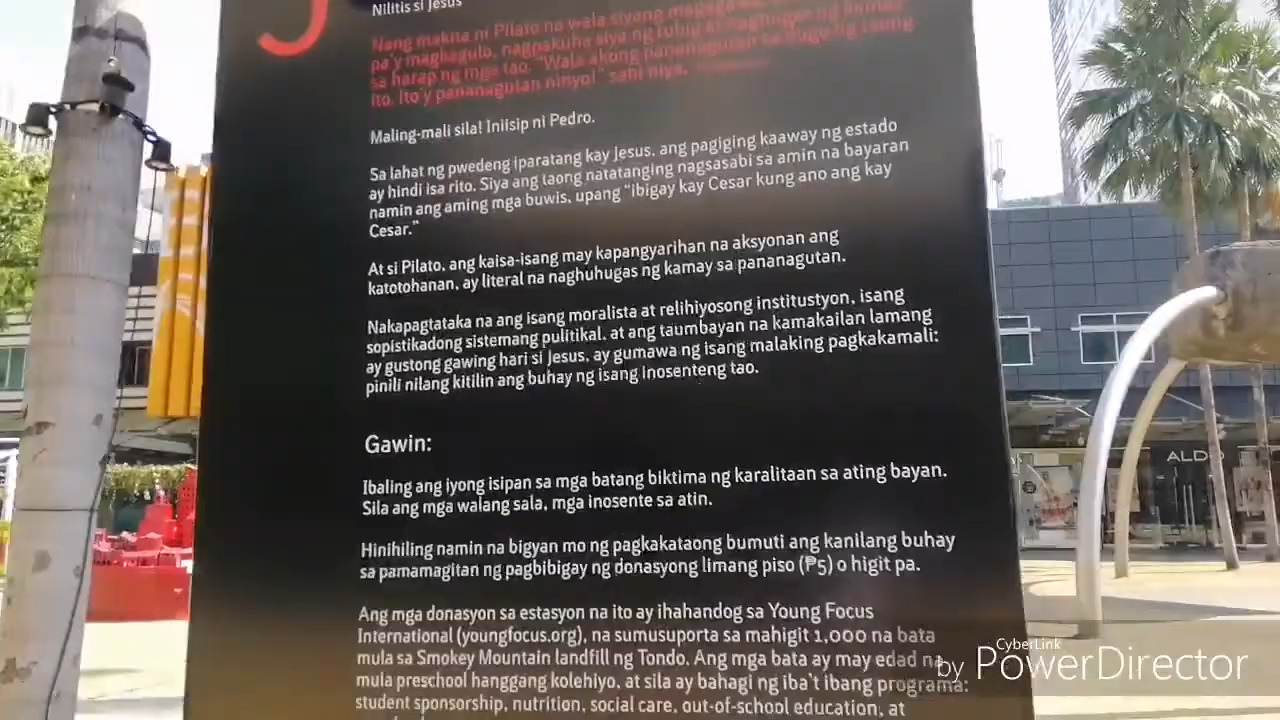 Nilitis si Jesus
Nang makita ni Pilato na wala siyang
pa'y magkagulo, nagpakuha siya ng tubig at naghugas ng kamay
sa harap ng mga tao. "Wala akong pananagutan sa dugo ng taong
ito. Ito'y pananagutan ninyo!" sabi niya.
Maling-mali sila! Iniisip ni Pedro.
Sa lahat ng pwedeng iparatang kay Jesus, ang pagiging kaaway ng estado
ay hindi isa rito. Siya ang taong natatanging nagsasabi sa amin na bayaran
namin ang aming mga buwis, upang "ibigay kay Cesar kung ano ang kay
Cesar."
At si Pilato, ang kaisa-isang may kapangyarihan na aksyonan ang
katotohanan, ay literal na naghuhugas ng kamay sa pananagutan.
Nakapagtataka na ang isang moralista at relihiyosong institustyon, isang
sopistikadong sistemang pulitikal, at ang taumbayan na kamakailan lamang
ay gustong gawing hari si Jesus, ay gumawa ng isang malaking pagkakamali:
pinili nilang kitilin ang buhay ng isang inosenteng tao.
Gawin:
Ibaling ang iyong isipan sa mga batang biktima ng karalitaan sa ating bayan.
Sila ang mga walang sala, mga inosente sa atin.
Hinihiling namin na bigyan mo ng pagkakataong bumuti ang kanilang buhay
sa pamamagitan ng pagbibigay ng donasyong limang piso (₱5) o higit pa.
Ang mga donasyon sa estasyon na ito ay ihahandog sa Young Focus
International (youngfocus.org), na sumusuporta sa mahigit 1,000 na bata
mula sa Smokey Mountain landfill ng Tondo. Ang mga bata ay may edad na
mula preschool hanggang kolehiyo, at sila ay bahagi ng iba't ibang programa:
student sponsorship, nutrition, social care, out-of-school education, at
ALDO
CyberLink
by PowerDirector